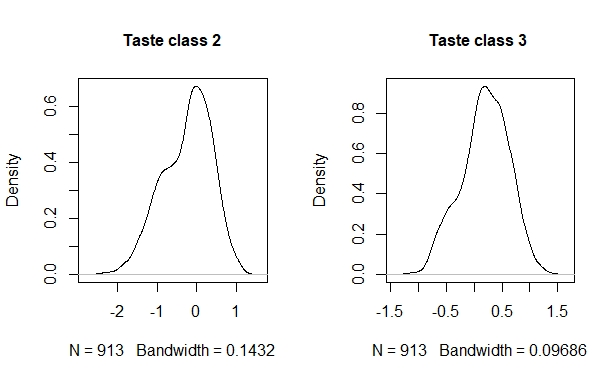 Taste class 2
Density
0.0 0.2 0.4 0.6
-2 -1 0 1
N = 913 Bandwidth = 0.1432
Taste class 3
Density
0.0 0.2 0.4 0.6 0.8
-1.5 -0.5 0.5 1.5
N = 913 Bandwidth = 0.09686